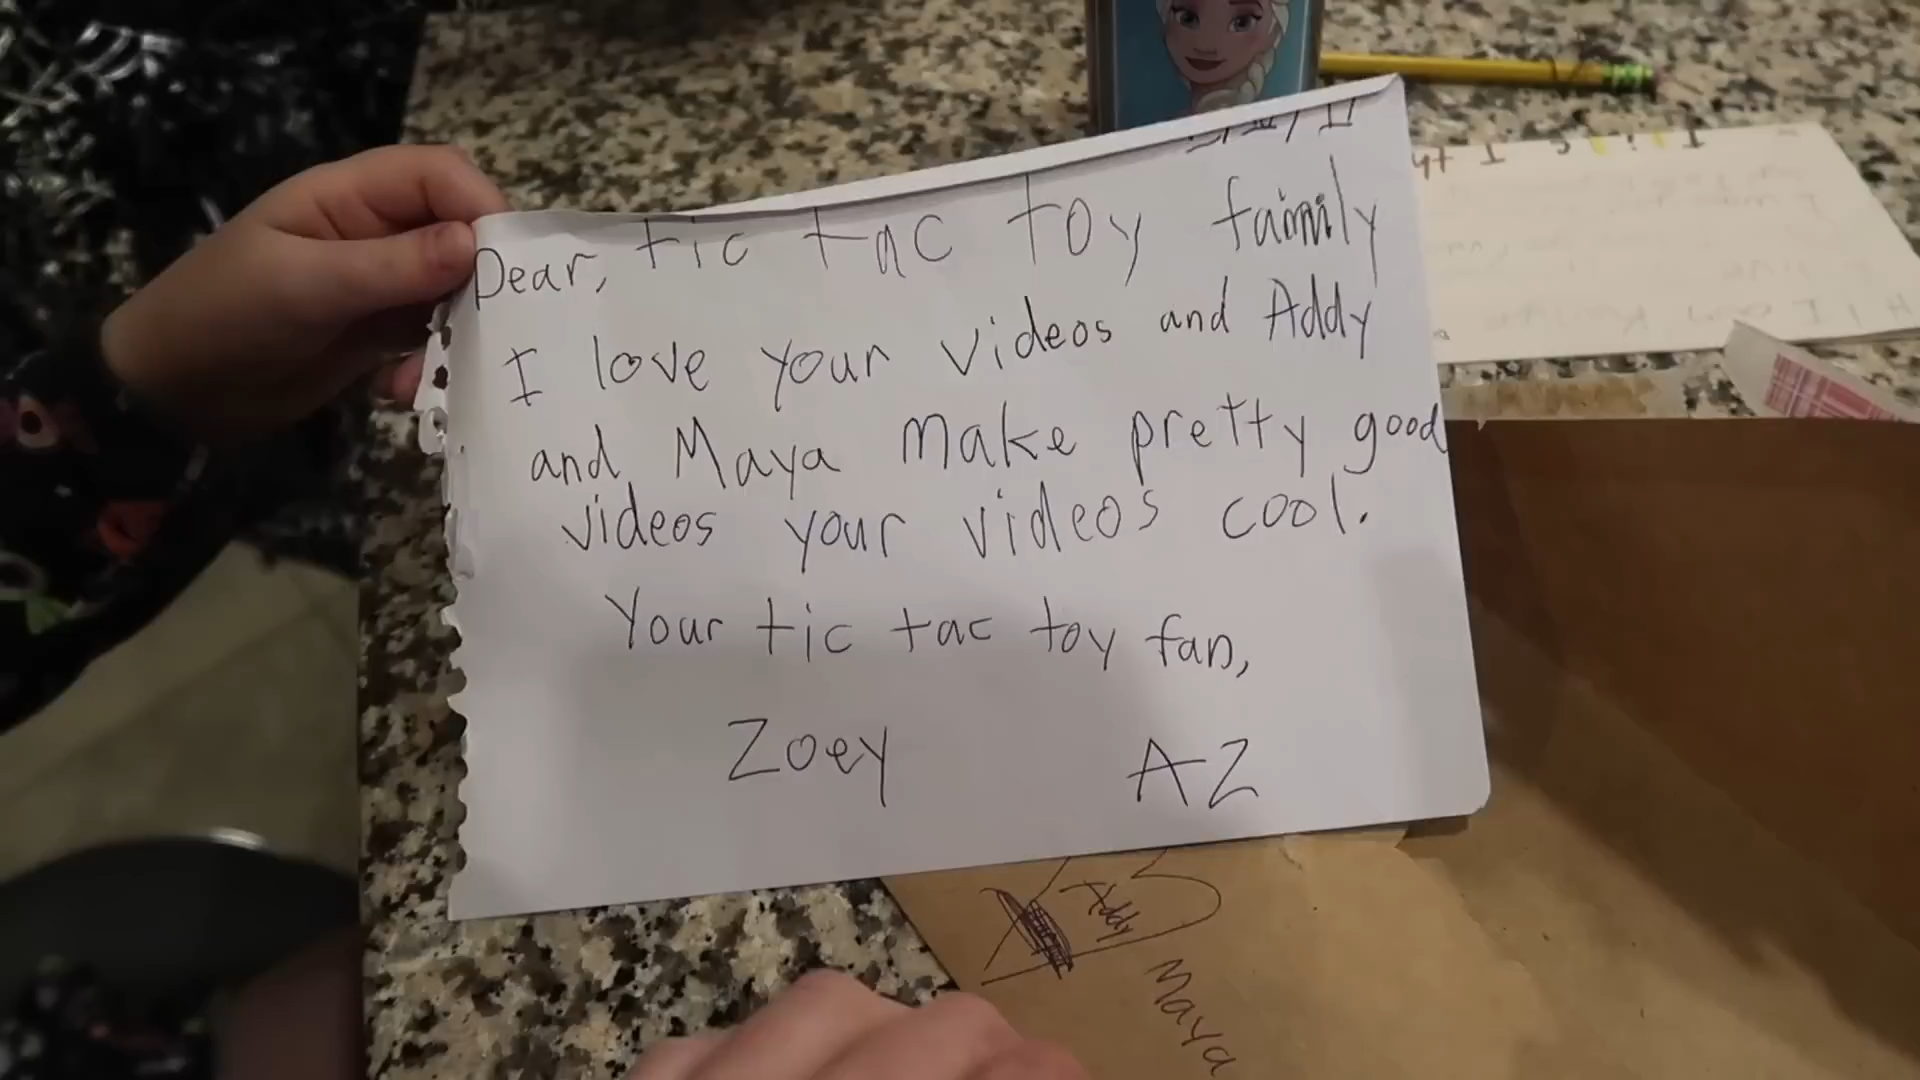 Dear, tic tac toy family
I love your videos and Addy
and Maya make pretty good
videos your videos cool.
Your tic tac toy fan,
Zoey AZ
Addy
Maya